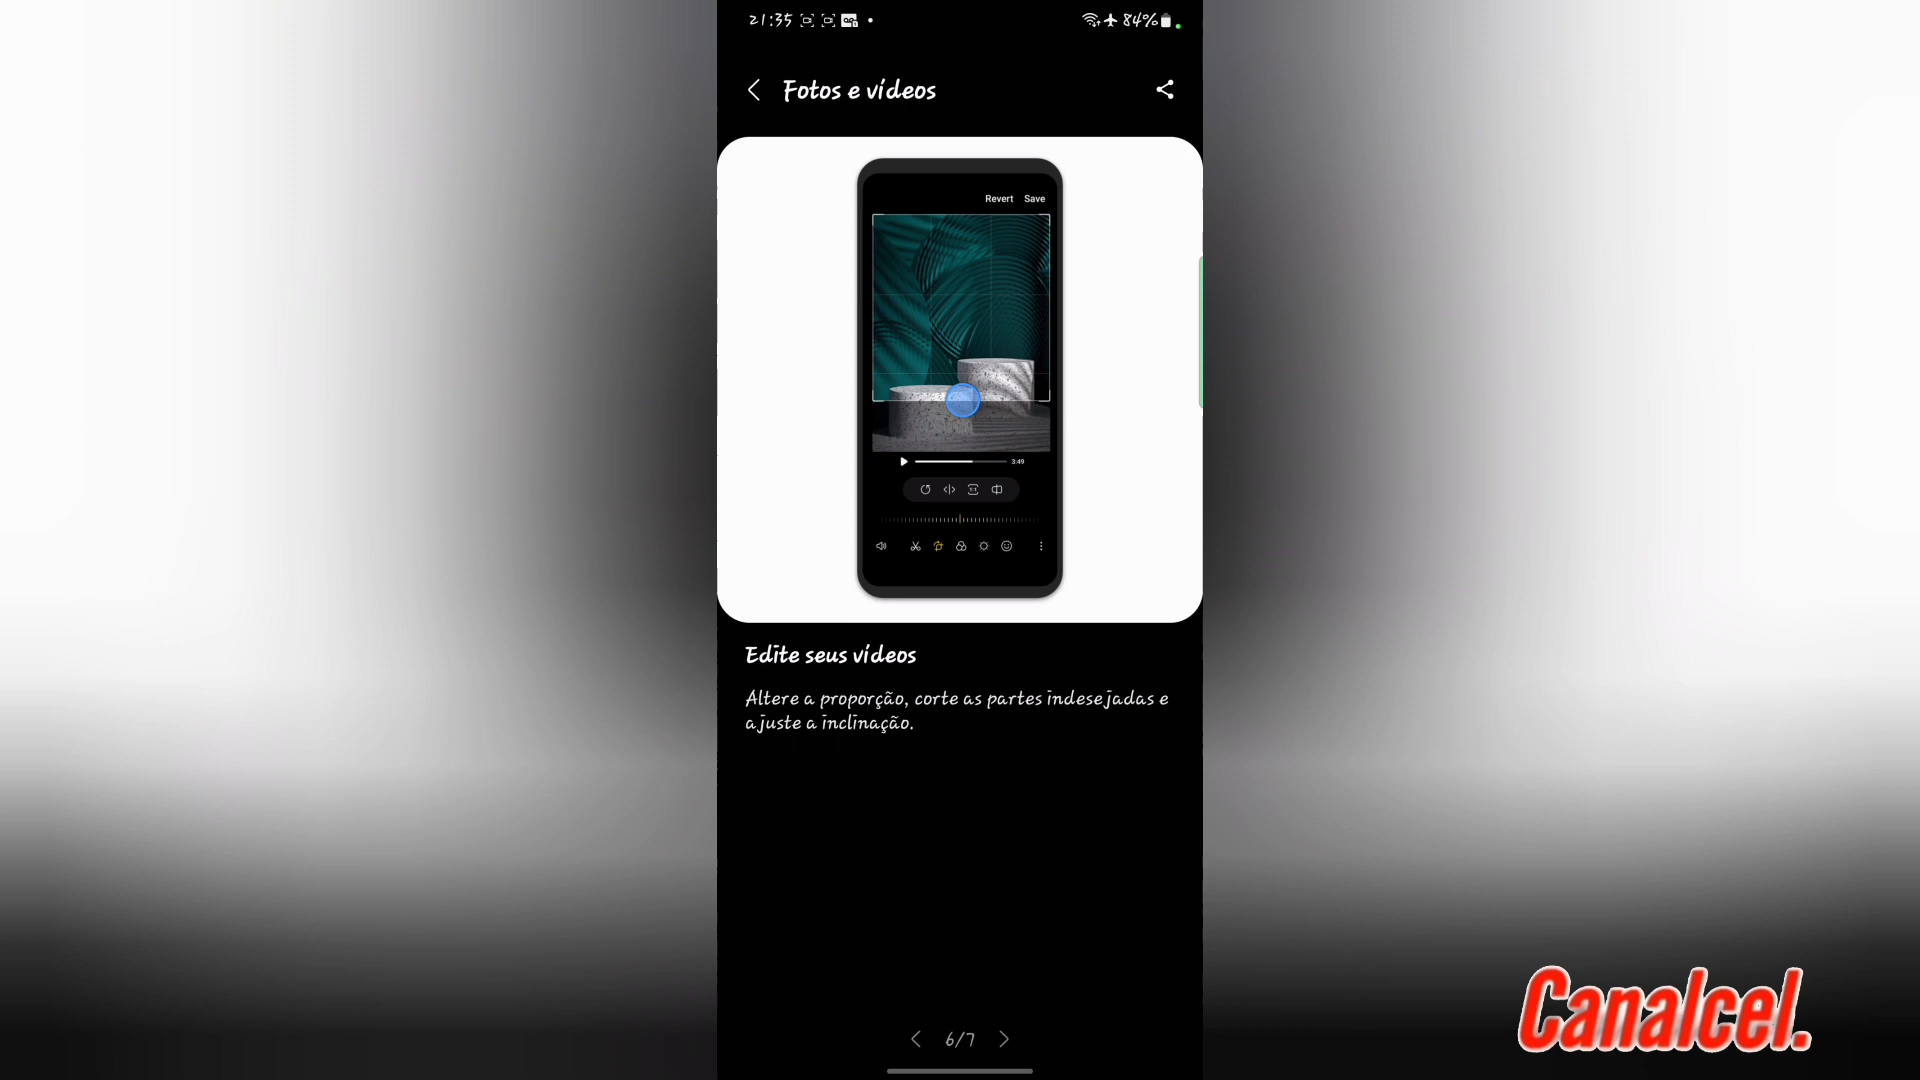 21:35
84%
Fotos e vídeos
Revert Save
3:49
Edite seus vídeos
Altere a proporção, corte as partes indesejadas e
ajuste a inclinação.
6/7
Canalcel.